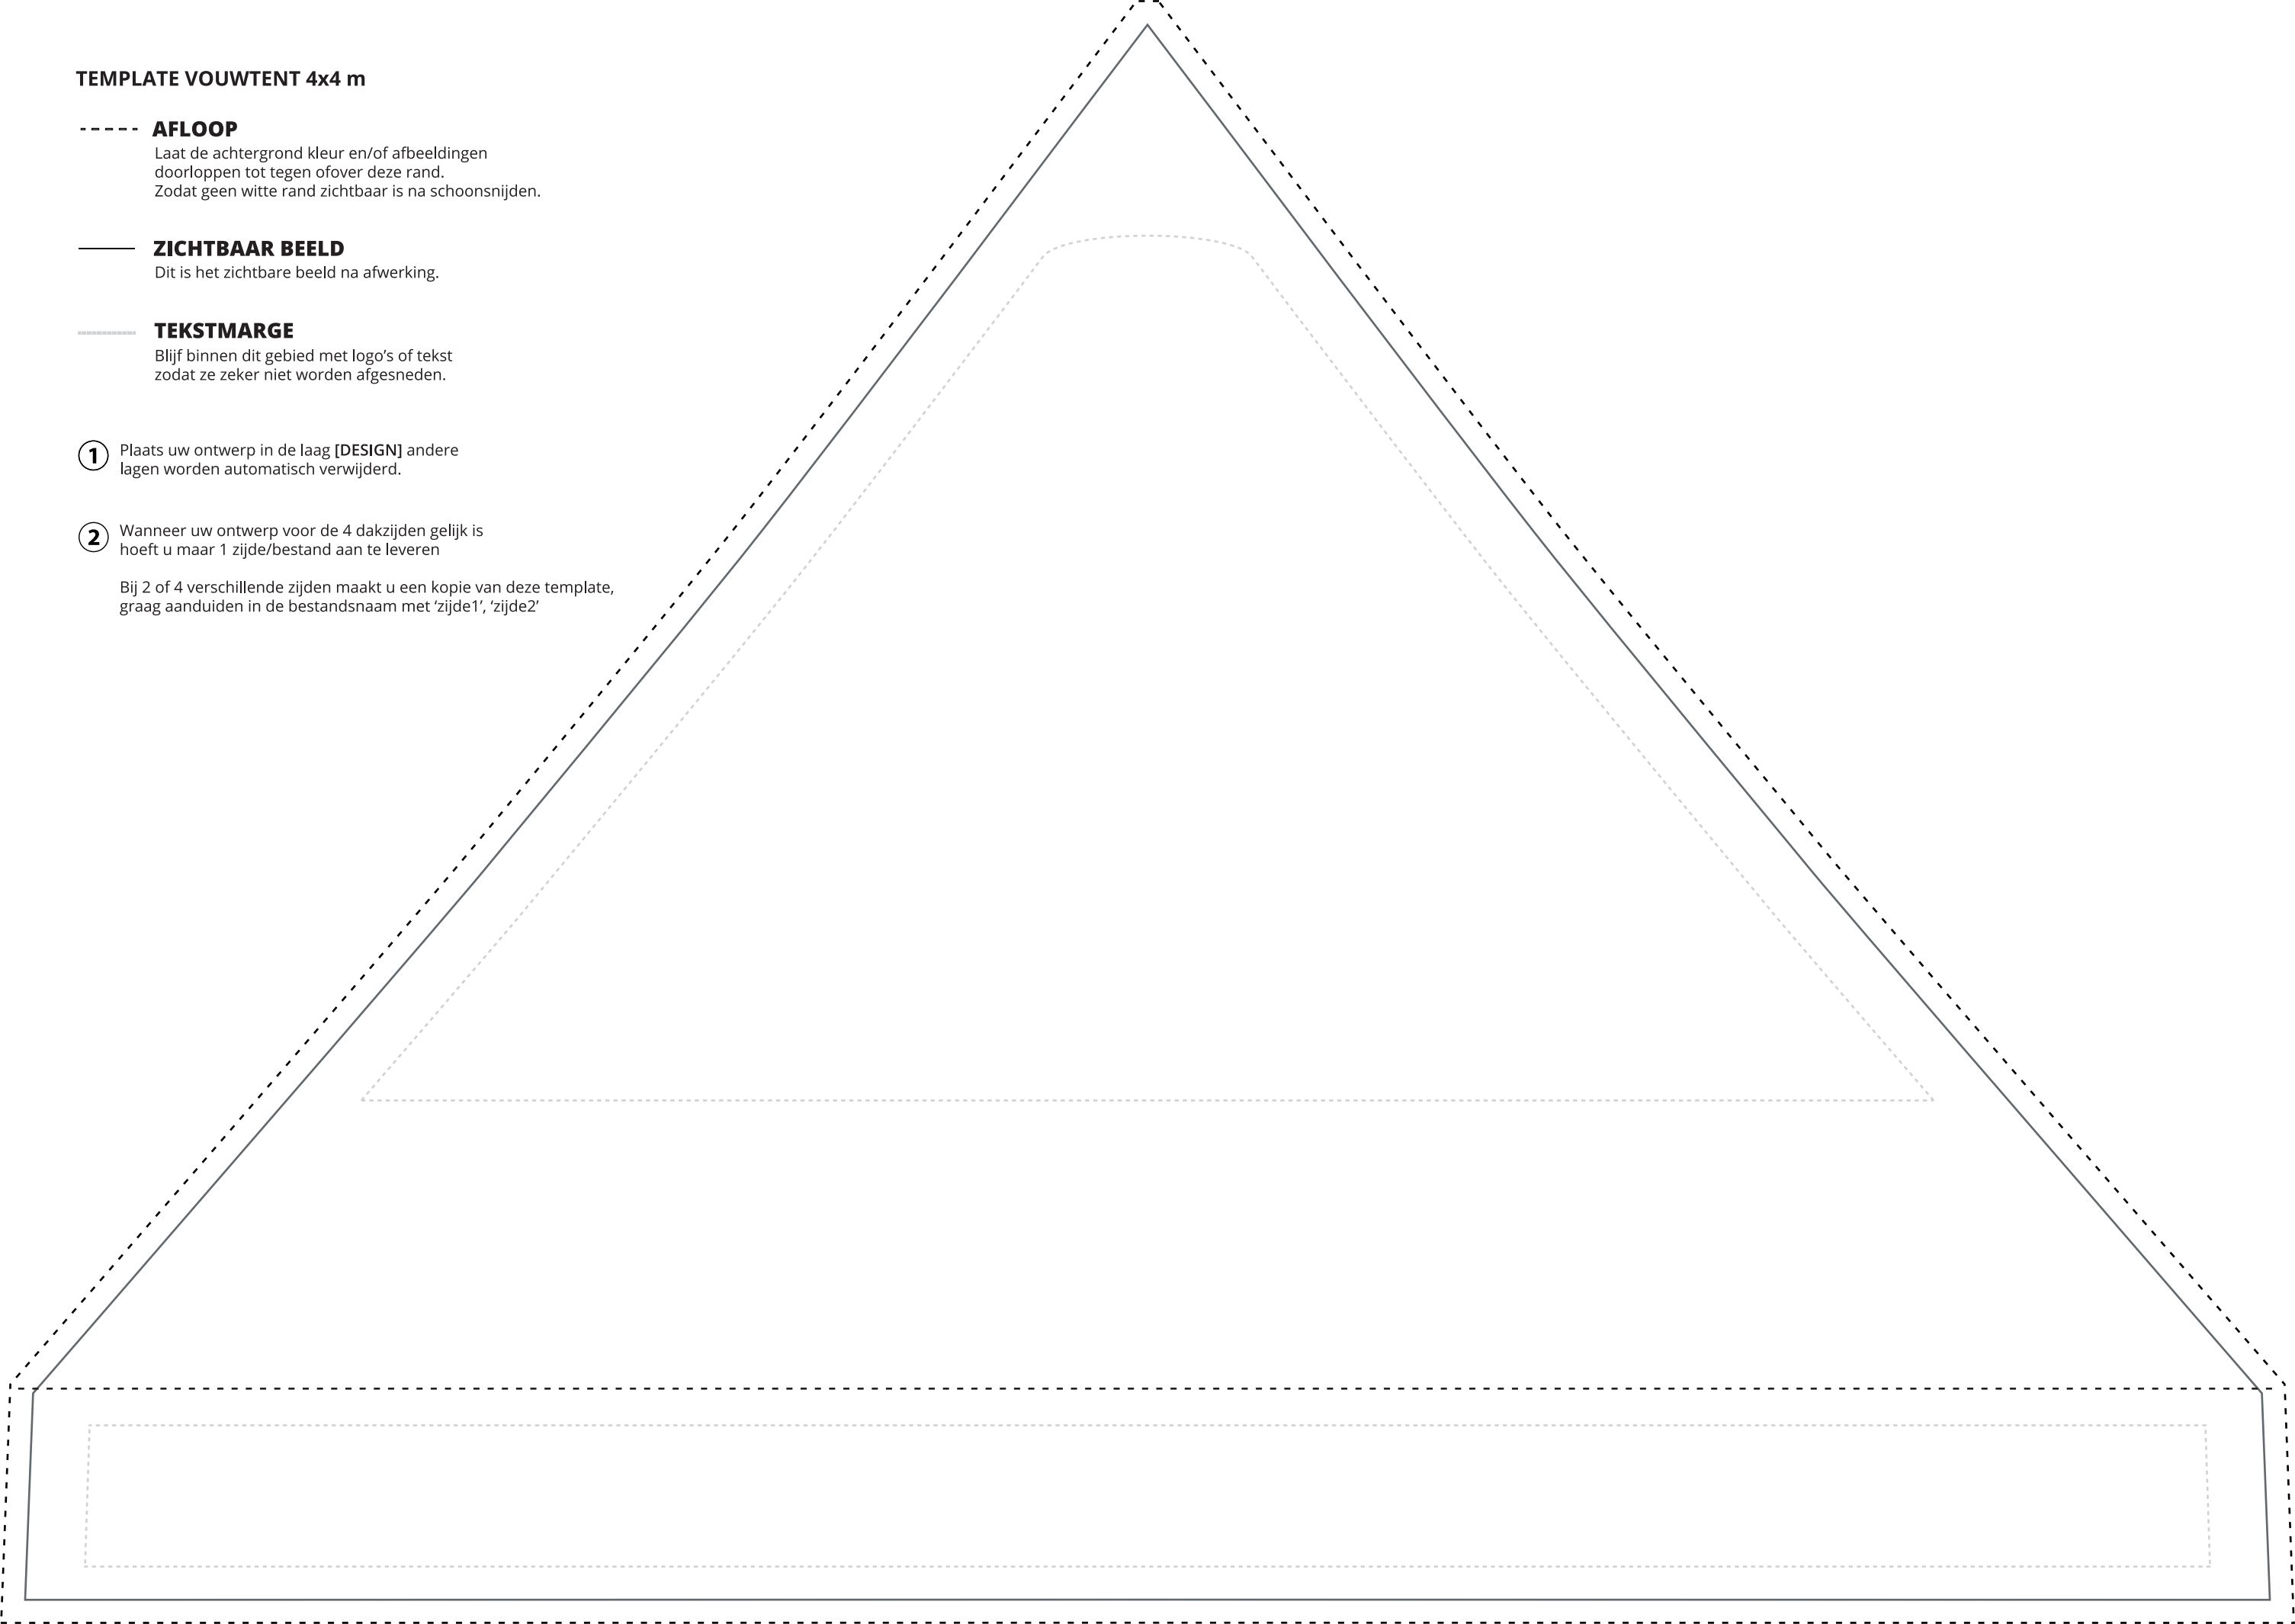 TEMPLATE VOUWTENT 4x4 m
AFLOOP
Laat de achtergrond kleur en/of afbeeldingen
doorloppen tot tegen ofover deze rand.
Zodat geen witte rand zichtbaar is na schoonsnijden.
ZICHTBAAR BEELD
Dit is het zichtbare beeld na afwerking.
TEKSTMARGE
Blijf binnen dit gebied met logo’s of tekst
zodat ze zeker niet worden afgesneden.
1 Plaats uw ontwerp in de laag [DESIGN] andere
lagen worden automatisch verwijderd.
2 Wanneer uw ontwerp voor de 4 dakzijden gelijk is
hoeft u maar 1 zijde/bestand aan te leveren
Bij 2 of 4 verschillende zijden maakt u een kopie van deze template,
graag aanduiden in de bestandsnaam met ‘zijde1’, ‘zijde2’